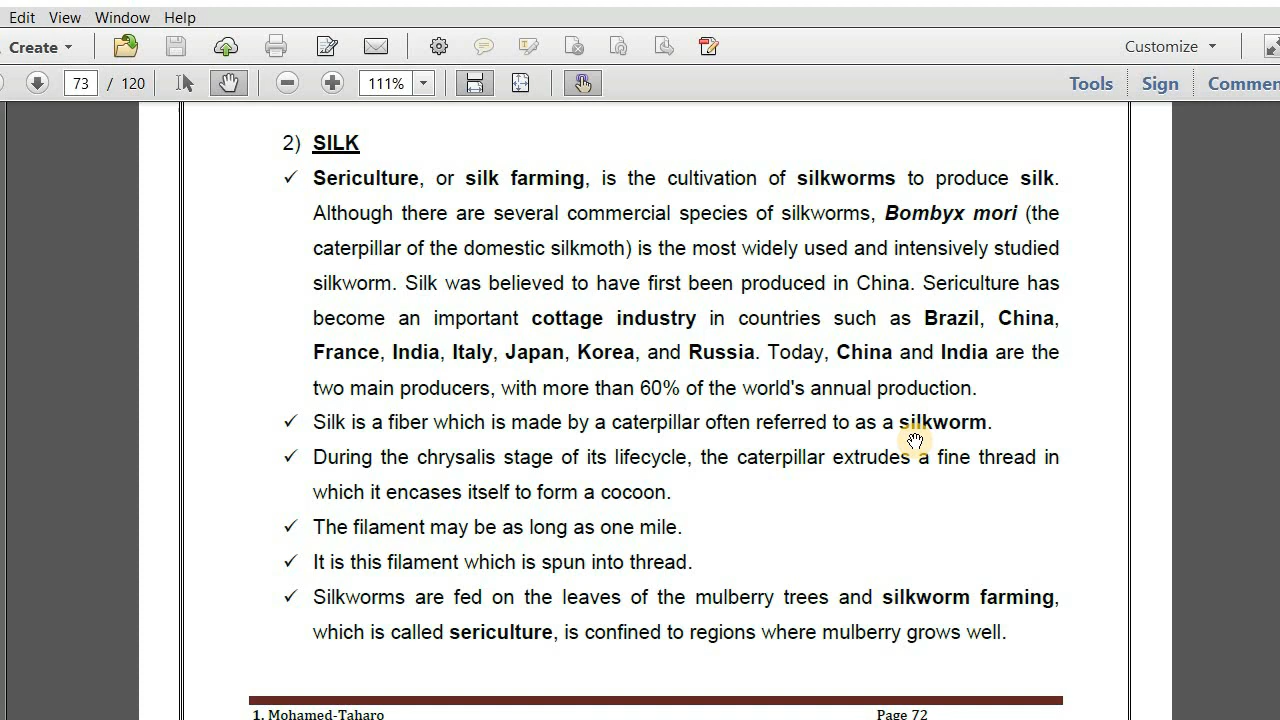 Edit View Window Help
Create Customize
73 / 120 111% Tools Sign Commen
2) SILK
✓ Sericulture, or silk farming, is the cultivation of silkworms to produce silk.
Although there are several commercial species of silkworms, Bombyx mori (the
caterpillar of the domestic silkmoth) is the most widely used and intensively studied
silkworm. Silk was believed to have first been produced in China. Sericulture has
become an important cottage industry in countries such as Brazil, China,
France, India, Italy, Japan, Korea, and Russia. Today, China and India are the
two main producers, with more than 60% of the world's annual production.
✓ Silk is a fiber which is made by a caterpillar often referred to as a silkworm.
✓ During the chrysalis stage of its lifecycle, the caterpillar extrudes a fine thread in
which it encases itself to form a cocoon.
✓ The filament may be as long as one mile.
✓ It is this filament which is spun into thread.
✓ Silkworms are fed on the leaves of the mulberry trees and silkworm farming,
which is called sericulture, is confined to regions where mulberry grows well.
1. Mohamed-Taharo Page 72